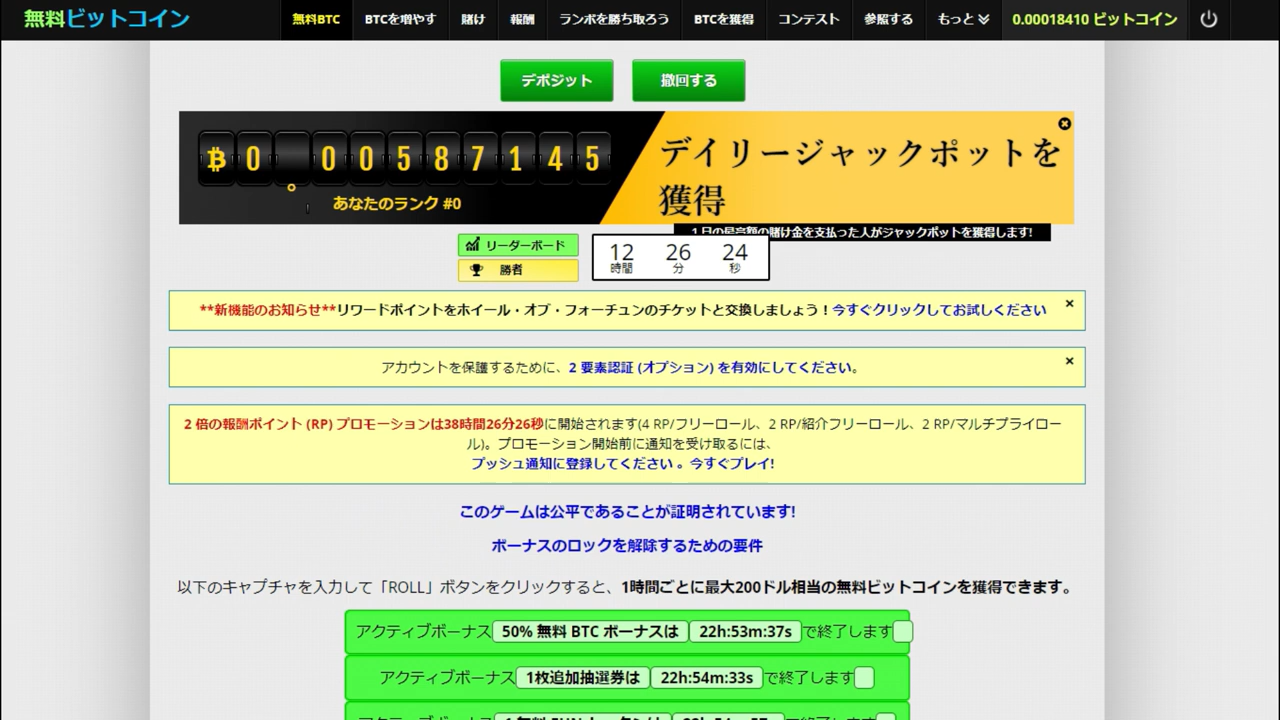 無料ビットコイン
無料BTC BTCを増やす 賭け 報酬 ランボを勝ち取ろう BTCを獲得 コンテスト 参照する もっと 0.00018410 ビットコイン
デポジット 撤回する
0 0 0 5 8 7 1 4 5
デイリージャックポットを
獲得
あなたのランク #0
1 日の最高額の賭け金を支払った人がジャックポットを獲得します!
リーダーボード
勝者
12 26 24
時間 分 秒
**新機能のお知らせ**リワードポイントをホイール・オブ・フォーチュンのチケットと交換しましょう！今すぐクリックしてお試しください
アカウントを保護するために、2 要素認証 (オプション) を有効にしてください。
2 倍の報酬ポイント (RP) プロモーションは38時間26分26秒に開始されます(4 RP/フリーロール、2 RP/紹介フリーロール、2 RP/マルチプライロー
ル)。プロモーション開始前に通知を受け取るには、
プッシュ通知に登録してください 。今すぐプレイ!
このゲームは公平であることが証明されています!
ボーナスのロックを解除するための要件
以下のキャプチャを入力して「ROLL」ボタンをクリックすると、1時間ごとに最大200ドル相当の無料ビットコインを獲得できます。
アクティブボーナス 50% 無料 BTC ボーナスは 22h:53m:37s で終了します
アクティブボーナス 1枚追加抽選券は 22h:54m:33s で終了します